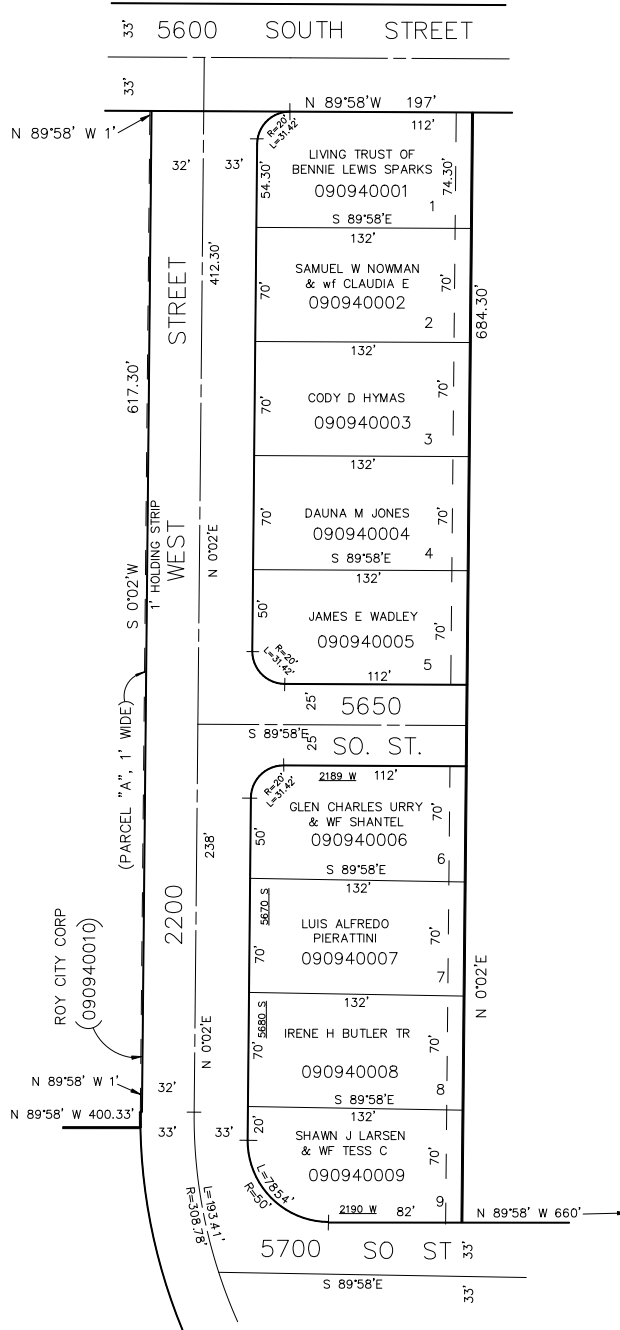 33'
5600 SOUTH STREET
33'
N 89°58'W 197'
N 89°58' W 1'
R=20'
L=31.42'
112'
32'
33'
54.30'
LIVING TRUST OF
BENNIE LEWIS SPARKS
090940001
74.30'
1
S 89°58'E
132'
STREET
412.30'
70'
SAMUEL W NOWMAN
& wf CLAUDIA E
090940002
70'
2
684.30'
132'
617.30'
70'
CODY D HYMAS
090940003
70'
3
132'
S 0°02'W
1' HOLDING STRIP
WEST
N 0°02'E
70'
DAUNA M JONES
090940004
70'
S 89°58'E
4
132'
50'
JAMES E WADLEY
090940005
70'
5
R=20'
L=31.42'
112'
(PARCEL "A", 1' WIDE)
25'
5650
S 89°58'E
25'
SO. ST.
R=20'
L=31.42'
2189 W 112'
238'
50'
GLEN CHARLES URRY
& WF SHANTEL
090940006
70'
6
S 89°58'E
132'
2200
5670 S
70'
LUIS ALFREDO
PIERATTINI
090940007
70'
7
N 0°02'E
132'
ROY CITY CORP
(090940010)
N 0°02'E
5680 S
70'
IRENE H BUTLER TR
090940008
70'
8
S 89°58'E
132'
N 89°58' W 1'
32'
N 89°58' W 400.33'
33'
33'
20'
SHAWN J LARSEN
& WF TESS C
090940009
70'
9
L=78.54'
R=50'
L=193.41'
R=308.78'
2190 W 82'
N 89°58' W 660'
5700 SO ST
33'
S 89°58'E
33'